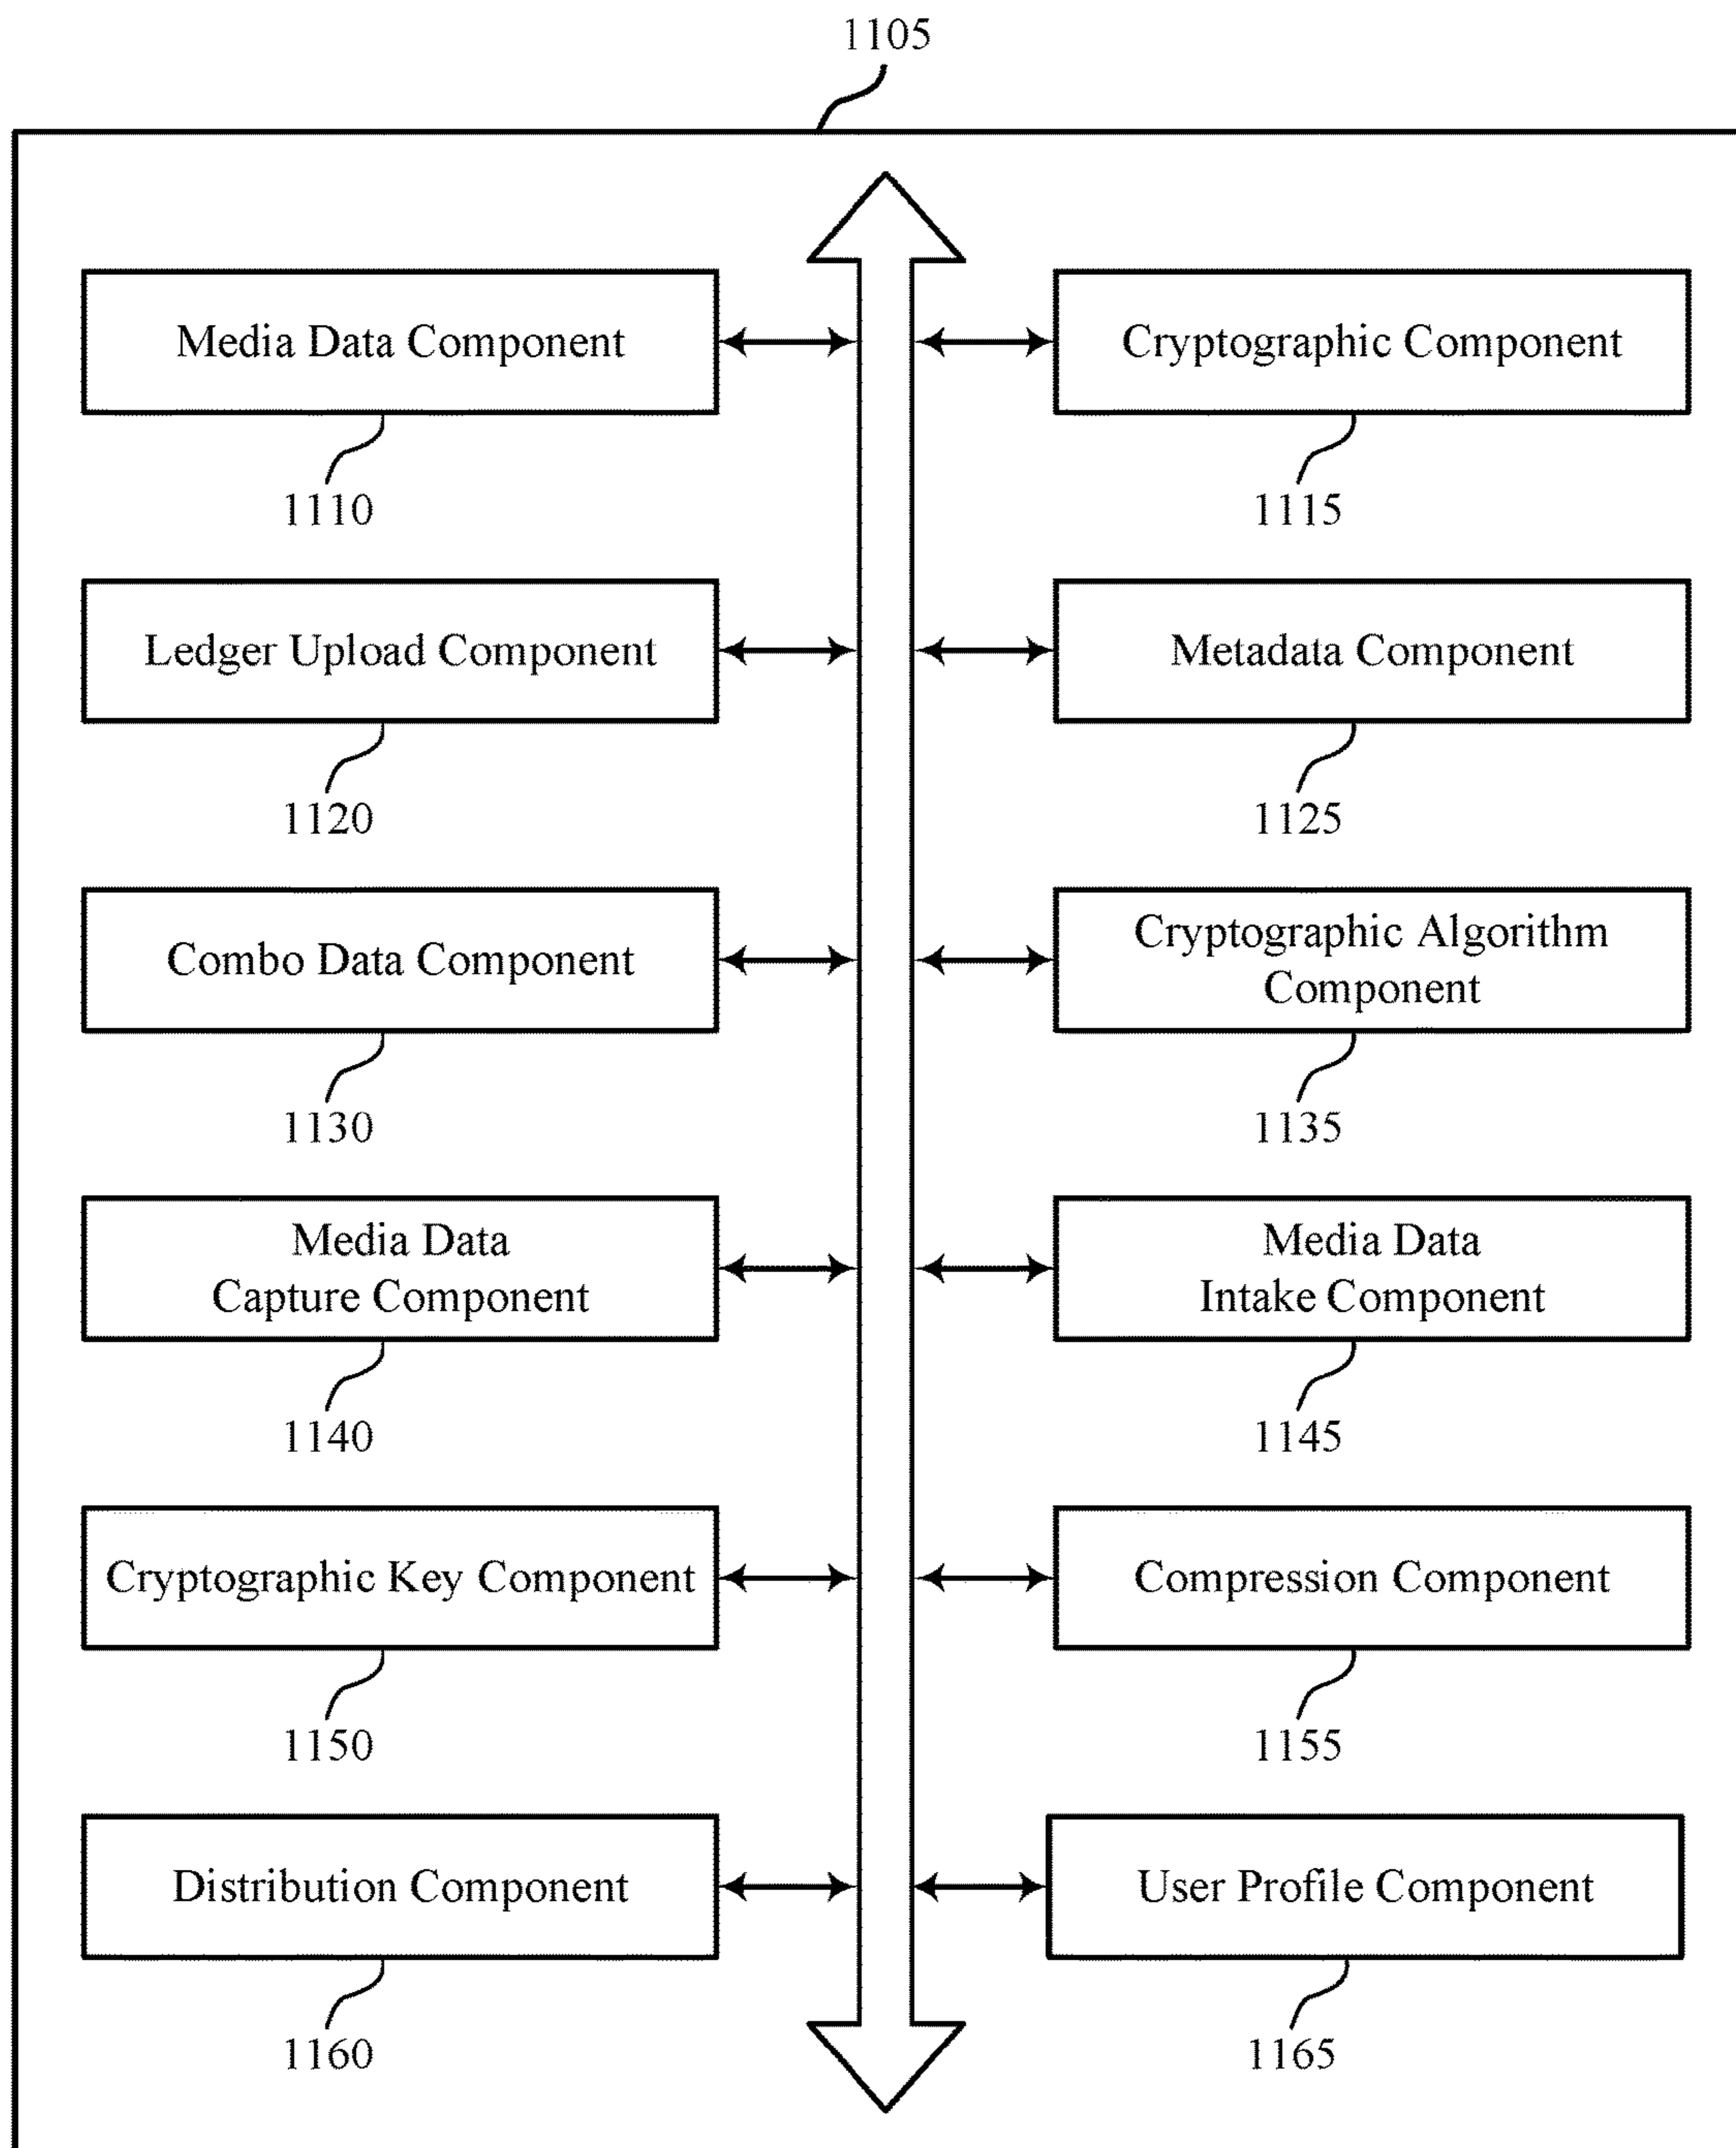 1105
Media Data Component
Cryptographic Component
1110
1115
Ledger Upload Component
Metadata Component
1120
1125
Combo Data Component
Cryptographic Algorithm
Component
1130
1135
Media Data
Capture Component
Media Data
Intake Component
1140
1145
Cryptographic Key Component
Compression Component
1150
1155
Distribution Component
User Profile Component
1160
1165